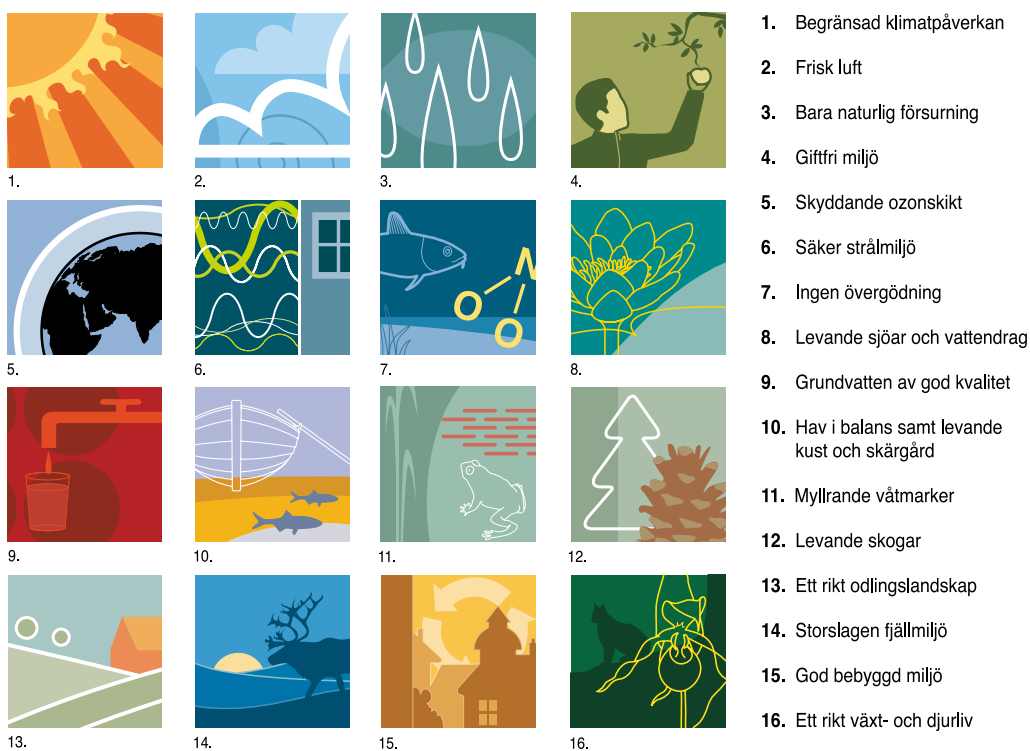 1.
2.
3.
4.
N
O
O
5.
6.
7.
8.
9.
10.
11.
12.
13.
14.
15.
16.
1. Begränsad klimatpåverkan
2. Frisk luft
3. Bara naturlig försurning
4. Giftfri miljö
5. Skyddande ozonskikt
6. Säker strålmiljö
7. Ingen övergödning
8. Levande sjöar och vattendrag
9. Grundvatten av god kvalitet
10. Hav i balans samt levande
kust och skärgård
11. Myllrande våtmarker
12. Levande skogar
13. Ett rikt odlingslandskap
14. Storslagen fjällmiljö
15. God bebyggd miljö
16. Ett rikt växt- och djurliv